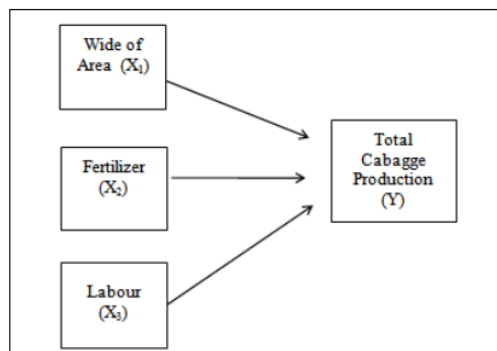 Wide of
Area (X₁)
Total
Cabagge
Production
(Y)
Fertilizer
(X₂)
Labour
(X₃)